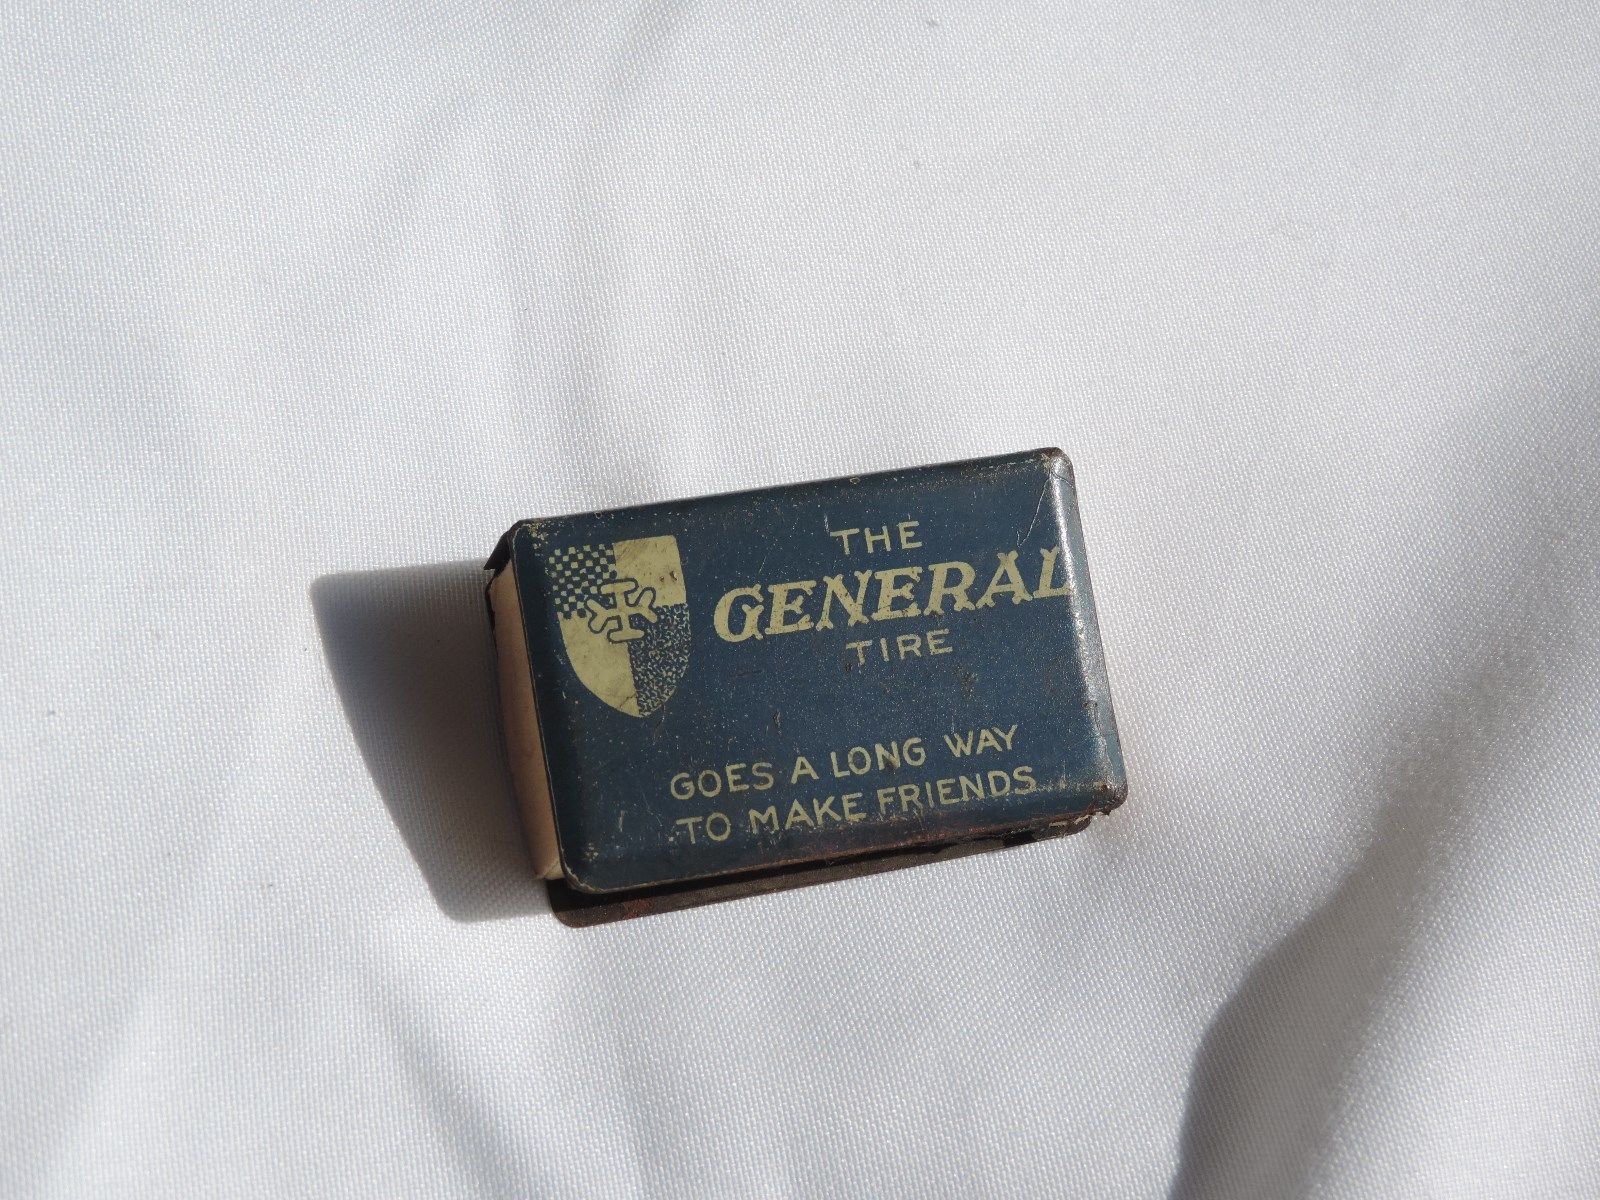 THE
GENERAL
TIRE
GOES A LONG WAY
TO MAKE FRIENDS